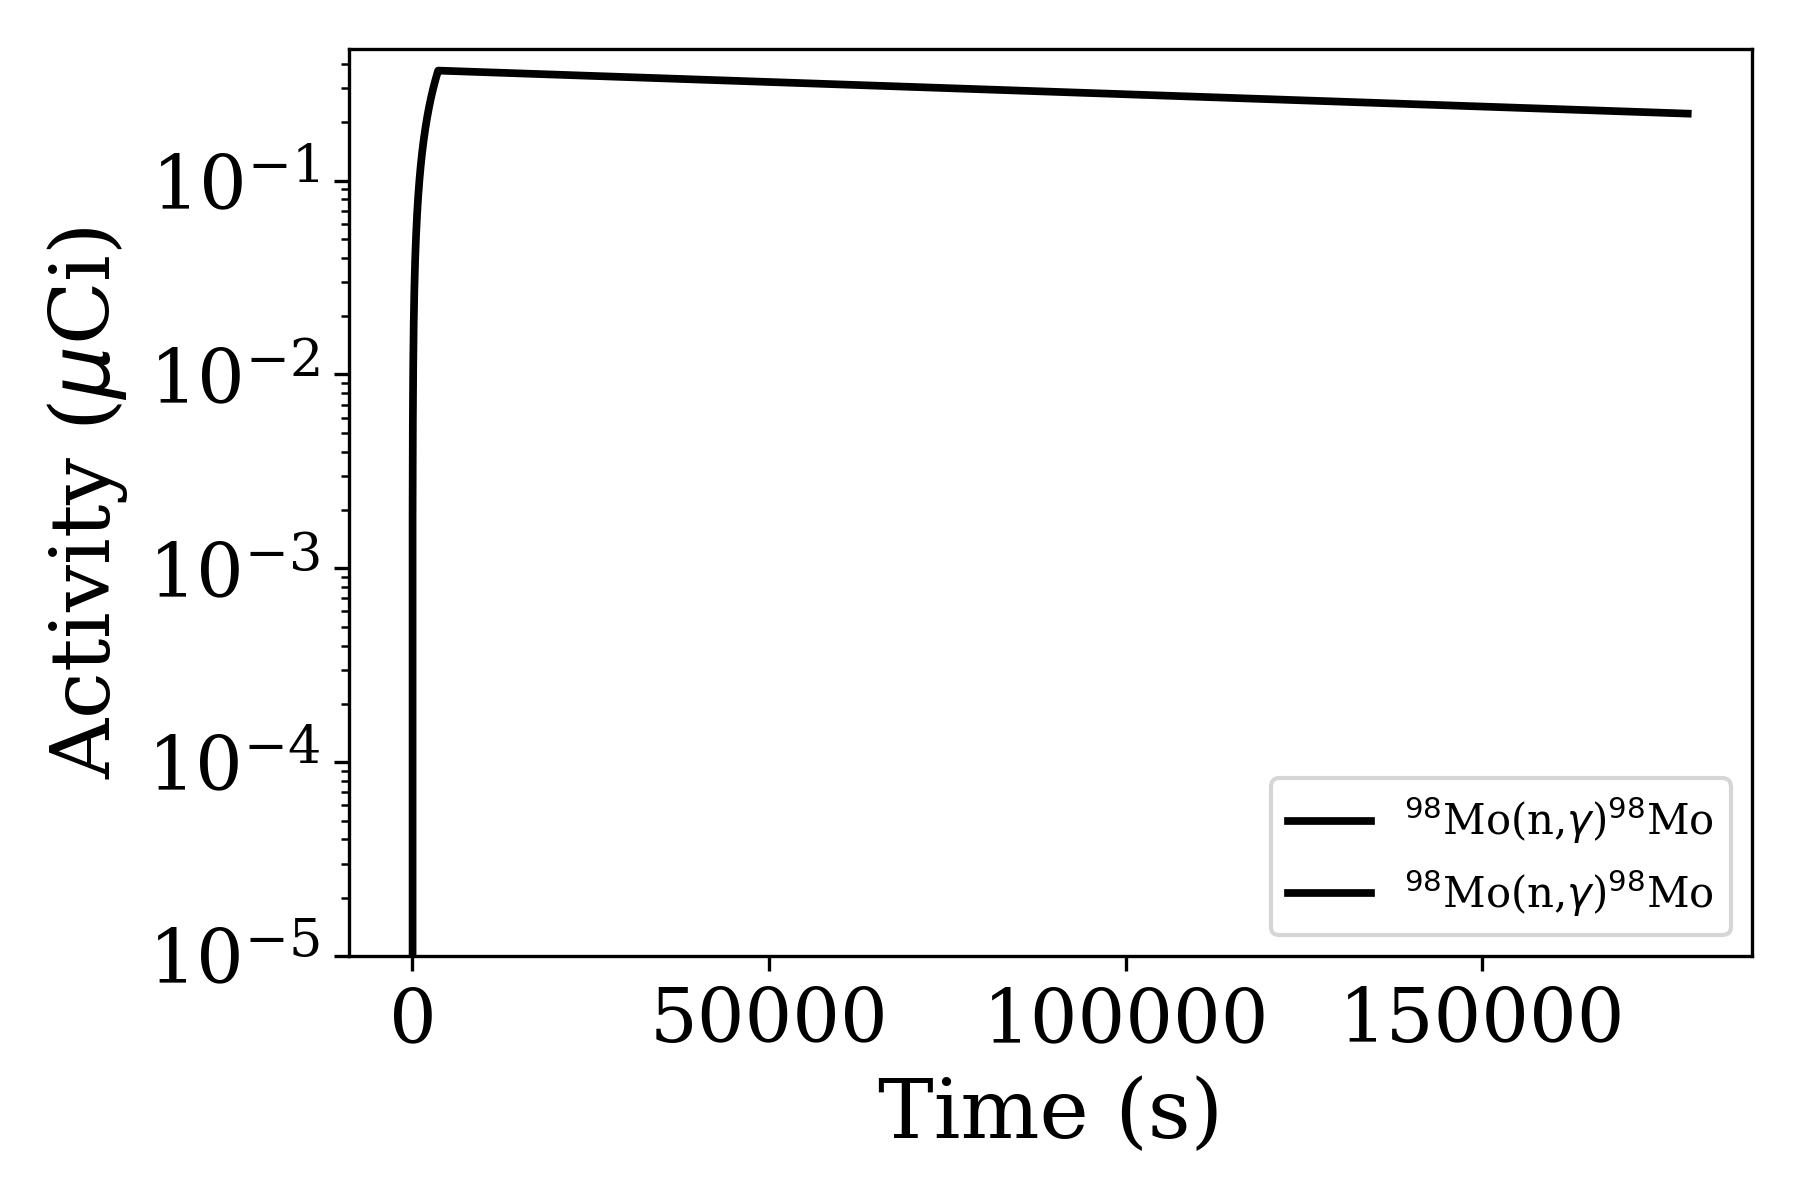 Activity (μCi)
10⁻¹
10⁻²
10⁻³
10⁻⁴
10⁻⁵
0 50000 100000 150000
Time (s)
⁹⁸Mo(n,γ)⁹⁸Mo
⁹⁸Mo(n,γ)⁹⁸Mo